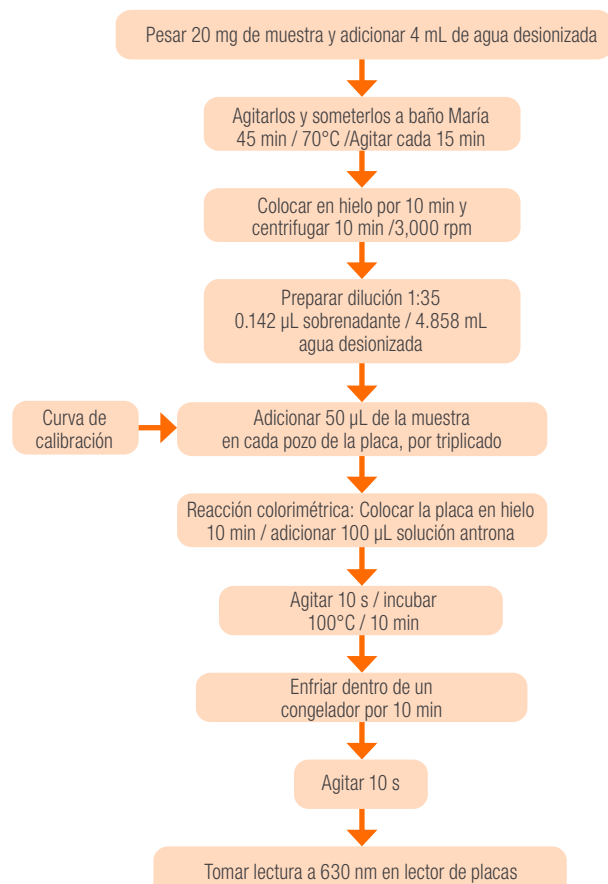 Pesar 20 mg de muestra y adicionar 4 mL de agua desionizada
Agitarlos y someterlos a baño María
45 min / 70°C /Agitar cada 15 min
Colocar en hielo por 10 min y
centrifugar 10 min /3,000 rpm
Preparar dilución 1:35
0.142 µL sobrenadante / 4.858 mL
agua desionizada
Curva de
calibración
Adicionar 50 µL de la muestra
en cada pozo de la placa, por triplicado
Reacción colorimétrica: Colocar la placa en hielo
10 min / adicionar 100 µL solución antrona
Agitar 10 s / incubar
100°C / 10 min
Enfriar dentro de un
congelador por 10 min
Agitar 10 s
Tomar lectura a 630 nm en lector de placas